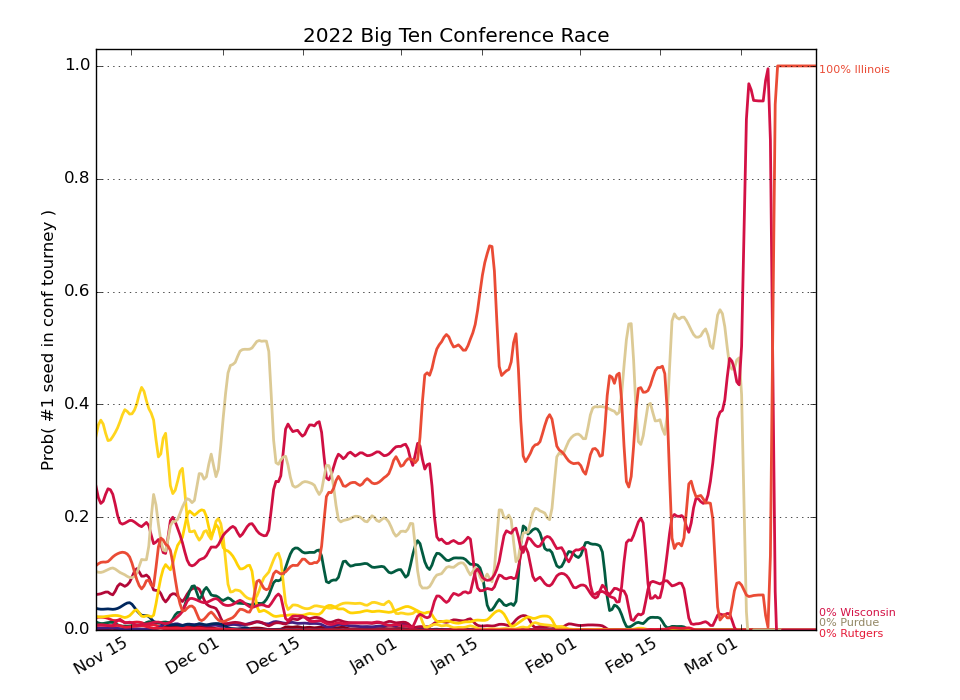 2022 Big Ten Conference Race
Prob( #1 seed in conf tourney )
1.0
0.8
0.6
0.4
0.2
0.0
100% Illinois
0% Wisconsin
0% Purdue
0% Rutgers
Nov 15
Dec 01
Dec 15
Jan 01
Jan 15
Feb 01
Feb 15
Mar 01